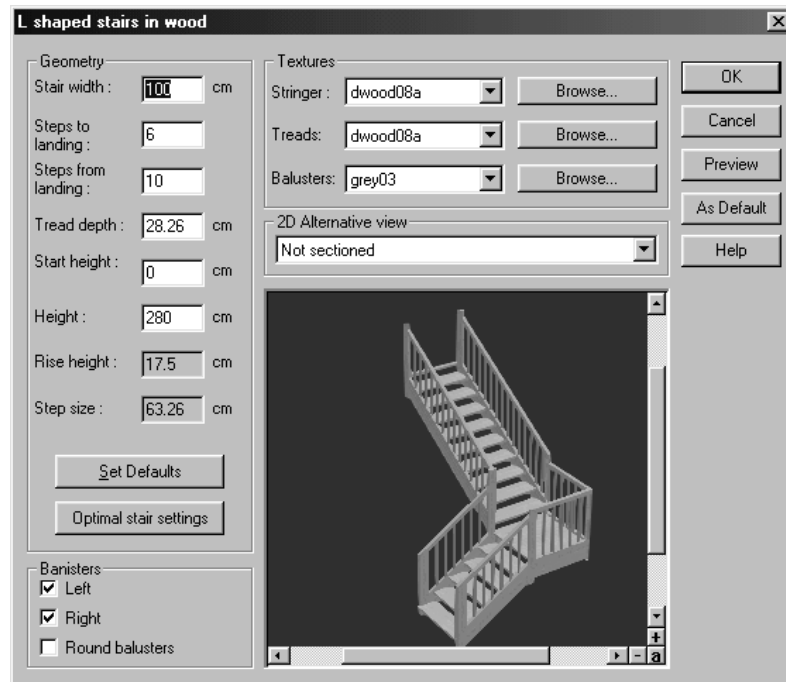 L shaped stairs in wood
Geometry
Stair width : 100 cm
Steps to landing : 6
Steps from landing : 10
Tread depth : 28.26 cm
Start height : 0 cm
Height : 280 cm
Rise height : 17.5 cm
Step size : 63.26 cm
Set Defaults
Optimal stair settings
Banisters
Left
Right
Round balusters
Textures
Stringer : dwood08a Browse...
Treads: dwood08a Browse...
Balusters: grey03 Browse...
2D Alternative view
Not sectioned
+
- a
OK
Cancel
Preview
As Default
Help